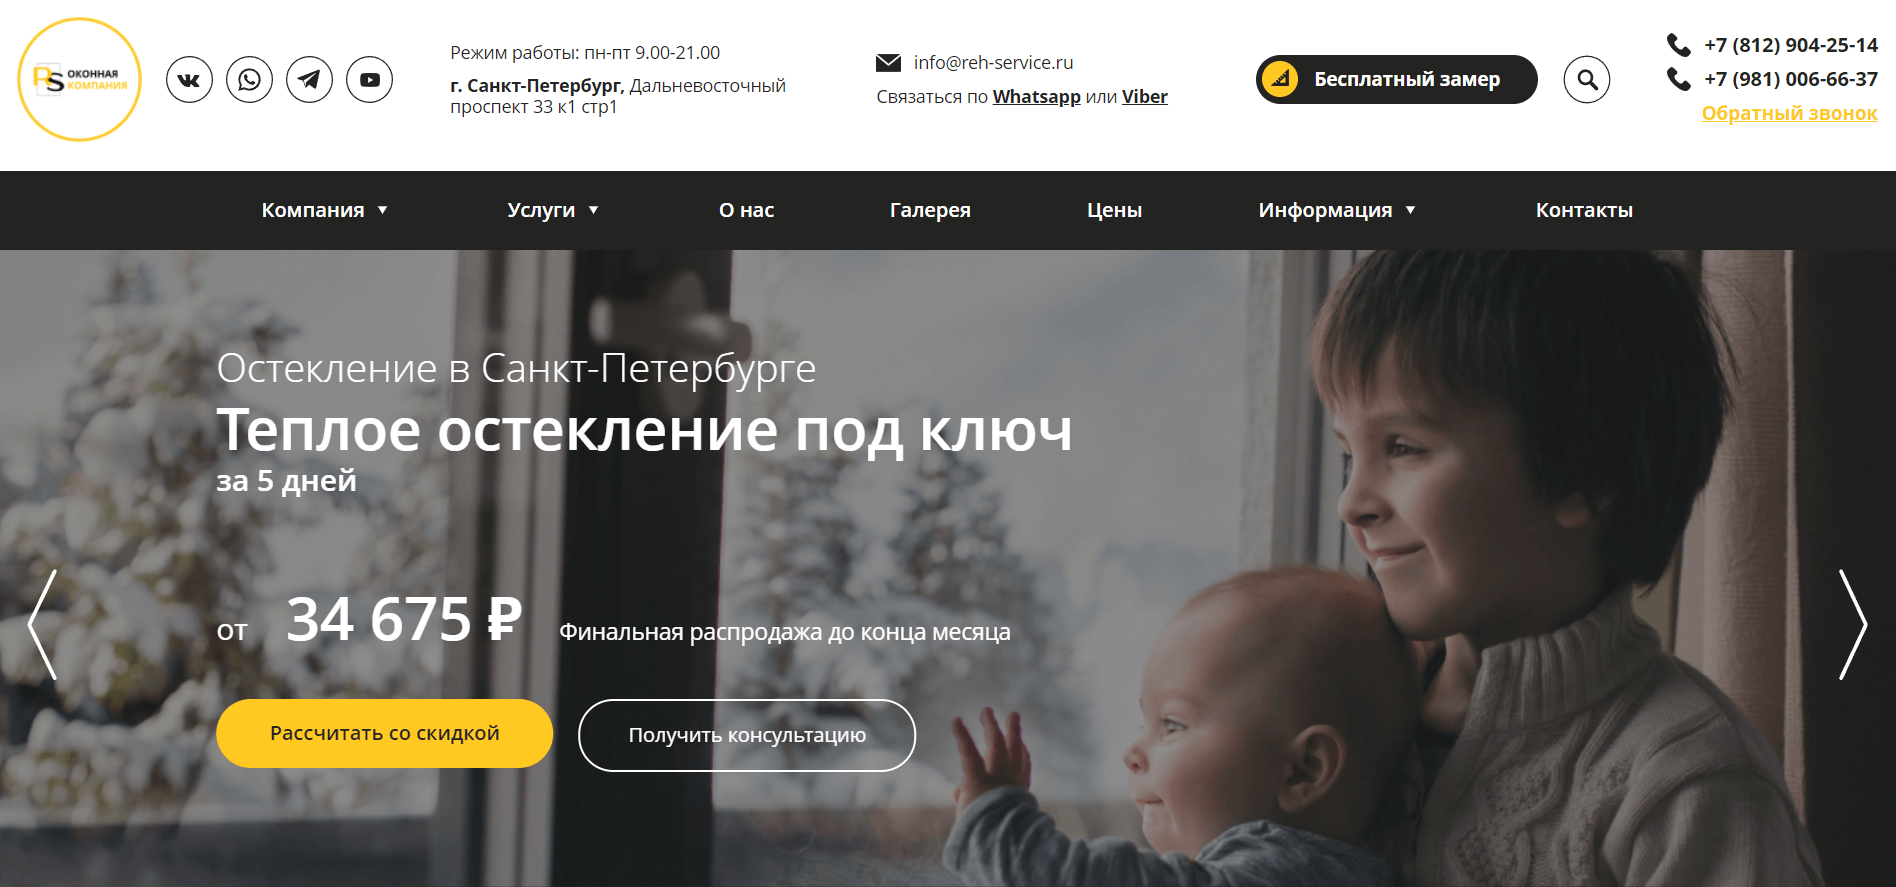 RS ОКОННАЯ
КОМПАНИЯ
Режим работы: пн-пт 9.00-21.00
г. Санкт-Петербург, Дальневосточный
проспект 33 к1 стр1
info@reh-service.ru
Связаться по Whatsapp или Viber
Бесплатный замер
+7 (812) 904-25-14
+7 (981) 006-66-37
Обратный звонок
Компания ▼ Услуги ▼ О нас Галерея Цены Информация ▼ Контакты
Остекление в Санкт-Петербурге
Теплое остекление под ключ
за 5 дней
от 34 675 ₽ Финальная распродажа до конца месяца
Рассчитать со скидкой Получить консультацию